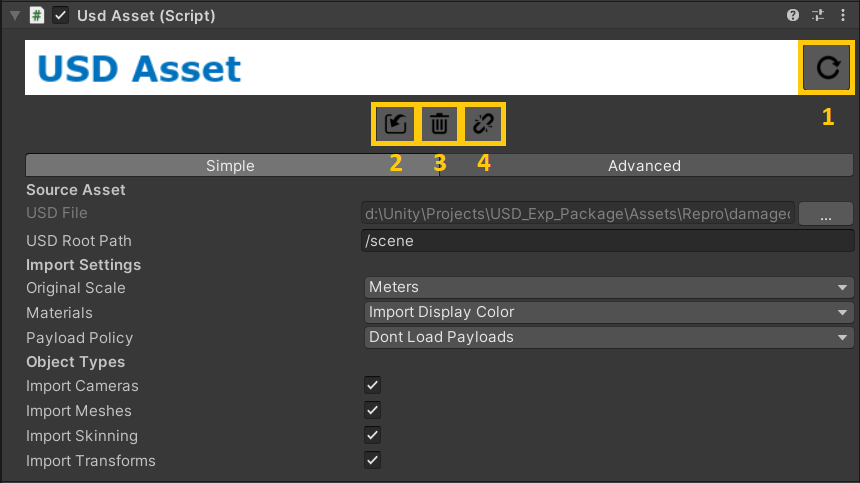 Usd Asset (Script)
USD Asset
1
2 3 4
Simple Advanced
Source Asset
USD File d:\Unity\Projects\USD_Exp_Package\Assets\Repro\damaged ...
USD Root Path /scene
Import Settings
Original Scale Meters
Materials Import Display Color
Payload Policy Dont Load Payloads
Object Types
Import Cameras
Import Meshes
Import Skinning
Import Transforms